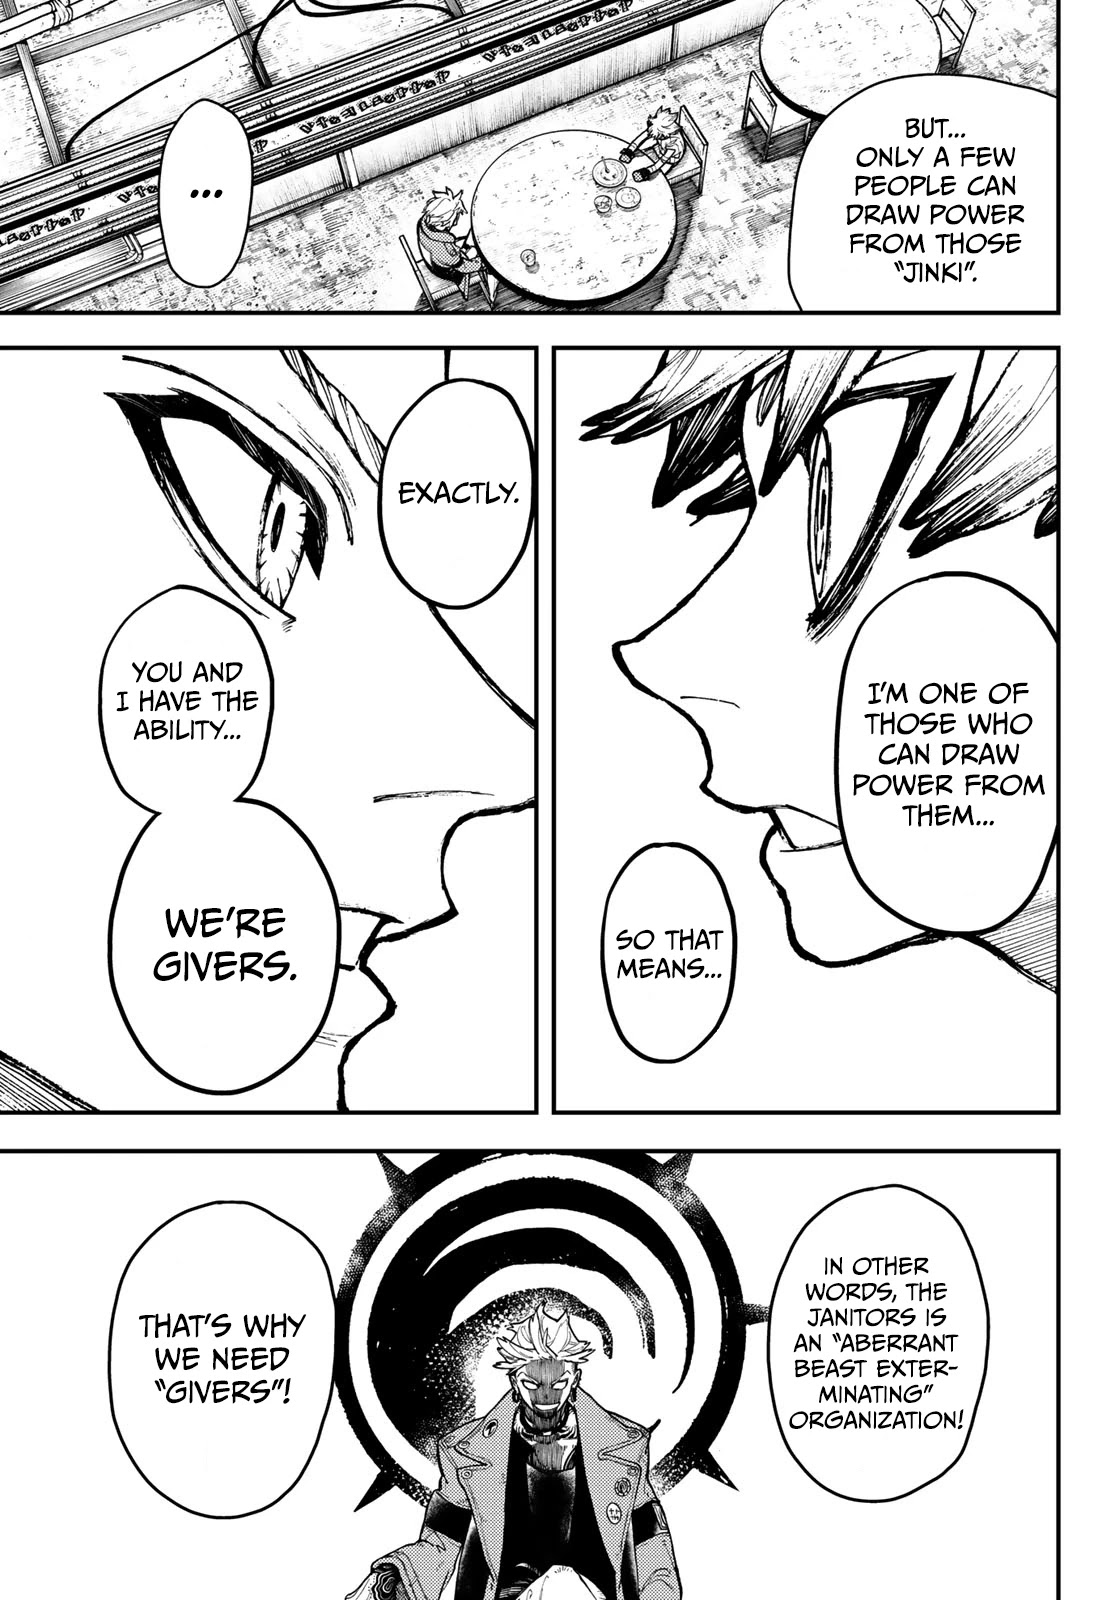 BUT...
ONLY A FEW
PEOPLE CAN
DRAW POWER
FROM THOSE
"JINKI".
...
I'M ONE OF
THOSE WHO
CAN DRAW
POWER FROM
THEM...
SO THAT
MEANS...
EXACTLY.
YOU AND
I HAVE THE
ABILITY...
WE'RE
GIVERS.
IN OTHER
WORDS, THE
JANITORS IS
AN "ABERRANT
BEAST EXTER-
MINATING"
ORGANIZATION!
THAT'S WHY
WE NEED
"GIVERS"!